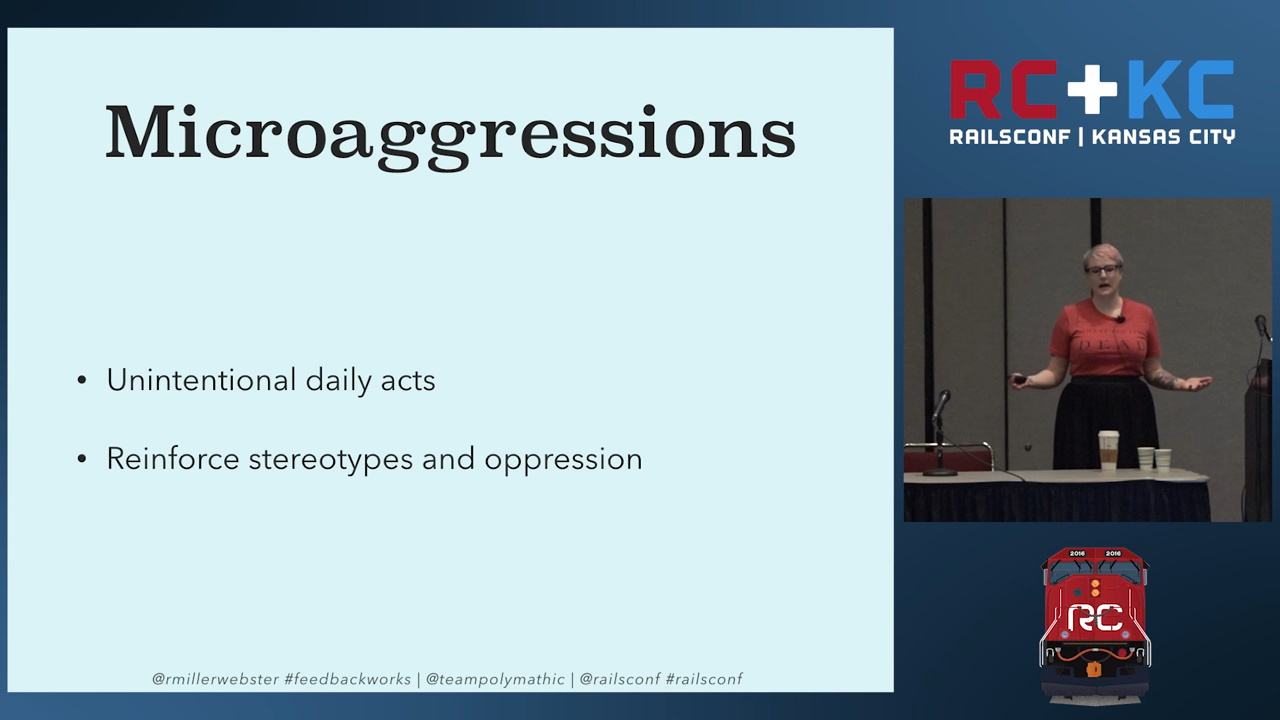 Microaggressions
• Unintentional daily acts
• Reinforce stereotypes and oppression
@rmillerwebster #feedbackworks | @teampolymathic | @railsconf #railsconf
RC+KC
RAILSCONF | KANSAS CITY
DEAL
2016 2016
RC